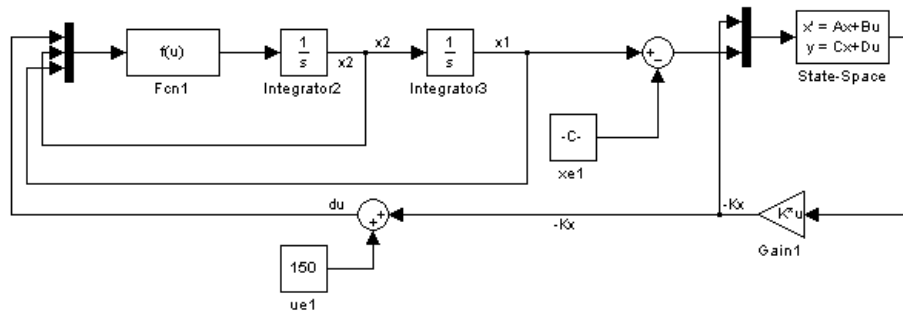 f(u)
Fcn1
1
s
Integrator2
x2
x2
1
s
Integrator3
x1
+
−
-C-
xe1
x' = Ax+Bu
y = Cx+Du
State-Space
du
+
+
150
ue1
-Kx
-Kx
K*u
Gain1